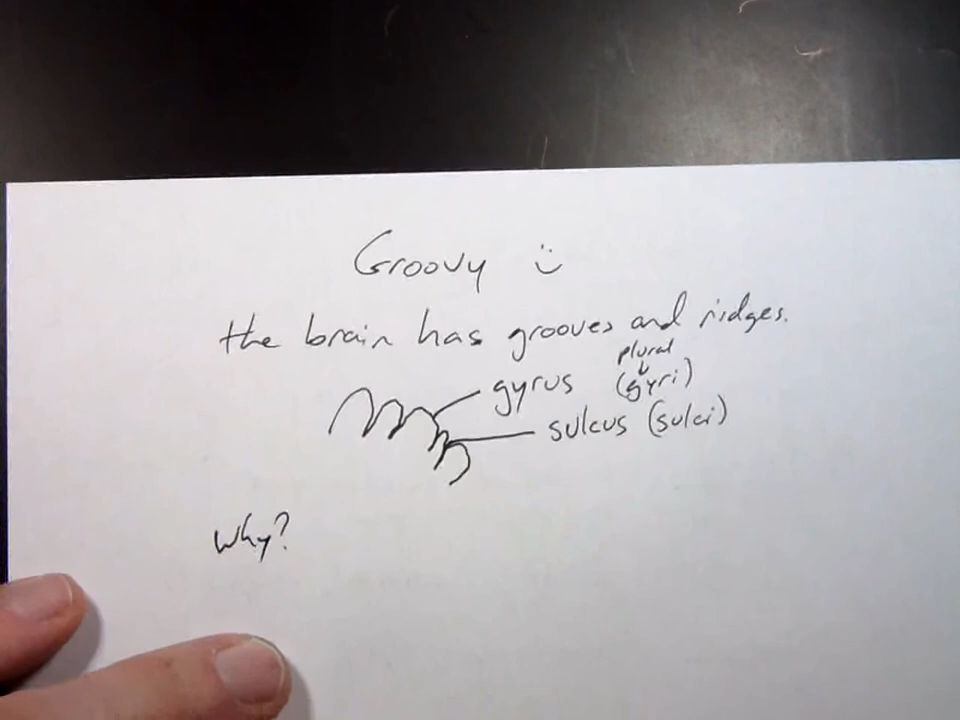 Groovy :)
the brain has grooves and ridges.
plural
gyrus (gyri)
sulcus (sulci)
Why?